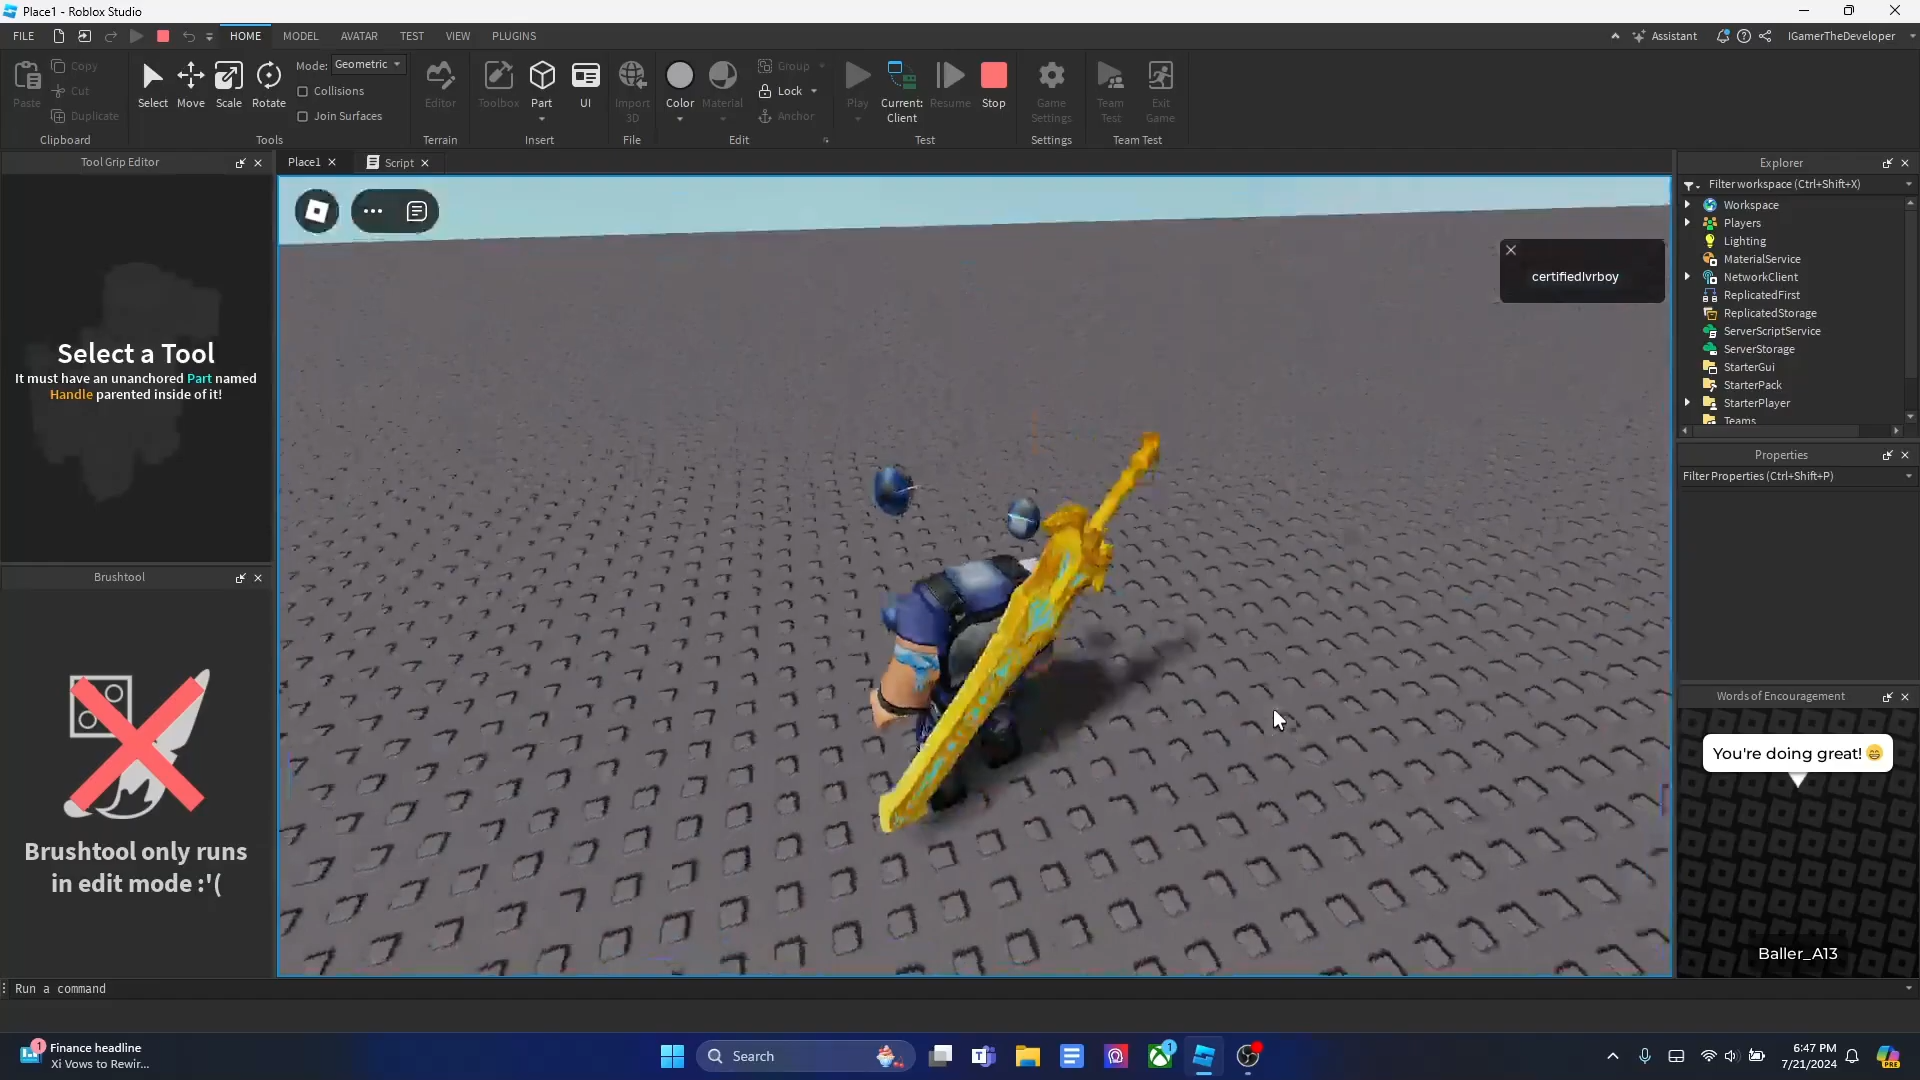 Place1 - Roblox Studio
FILE
HOME
MODEL
AVATAR
TEST
VIEW
PLUGINS
Assistant
IGamerTheDeveloper
Paste
Copy
Cut
Duplicate
Clipboard
Select
Move
Scale
Rotate
Mode:
Geometric
Collisions
Join Surfaces
Tools
Editor
Terrain
Toolbox
Part
UI
Insert
Import
3D
File
Color
Material
Group
Lock
Anchor
Edit
Play
Current:
Client
Resume
Stop
Test
Game
Settings
Settings
Team
Test
Exit
Game
Team Test
Tool Grip Editor
Select a Tool
It must have an unanchored Part named
Handle parented inside of it!
Brushtool
Brushtool only runs
in edit mode :'(
Place1
Script
certifiedlvrboy
Explorer
Filter workspace (Ctrl+Shift+X)
Workspace
Players
Lighting
MaterialService
NetworkClient
ReplicatedFirst
ReplicatedStorage
ServerScriptService
ServerStorage
StarterGui
StarterPack
StarterPlayer
Teams
Properties
Filter Properties (Ctrl+Shift+P)
Words of Encouragement
You're doing great! 😄
Baller_A13
Run a command
1
Finance headline
Xi Vows to Rewir...
Search
1
6:47 PM
7/21/2024
PRE